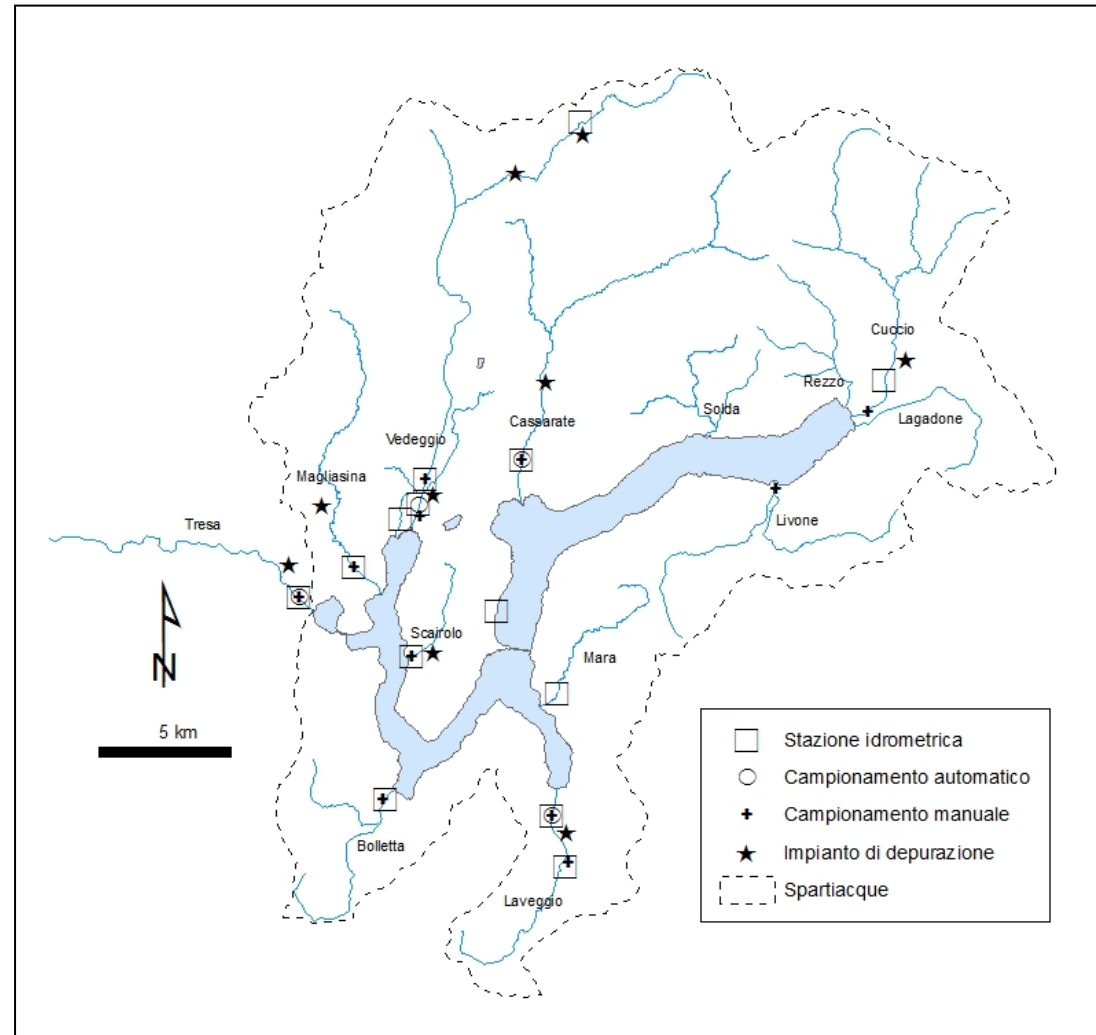 Cuccio
Rezzo
Solda
Lagadone
Cassarate
Vedeggio
Magliasina
Livone
Tresa
Scairolo
Mara
N
5 km
Bolletta
Laveggio
Stazione idrometrica
Campionamento automatico
Campionamento manuale
Impianto di depurazione
Spartiacque